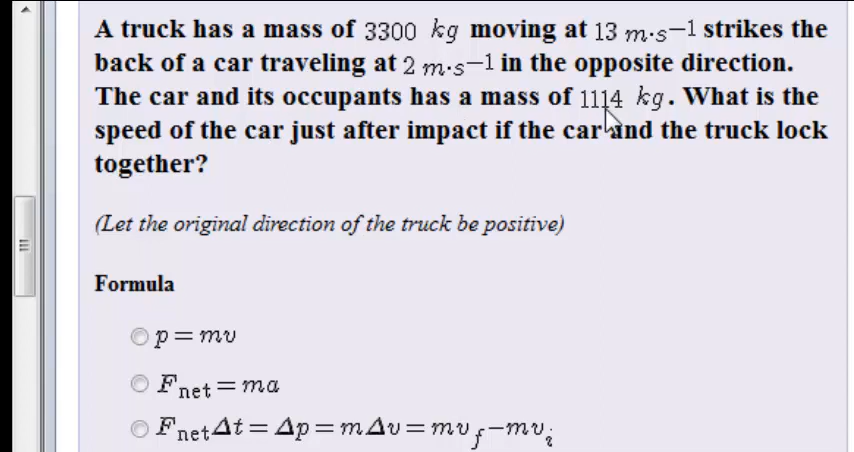 A truck has a mass of 3300 kg moving at 13 m·s−1 strikes the
back of a car traveling at 2 m·s−1 in the opposite direction.
The car and its occupants has a mass of 1114 kg. What is the
speed of the car just after impact if the car and the truck lock
together?
(Let the original direction of the truck be positive)
Formula
p = mv
Fnet = ma
FnetΔt = Δp = mΔv = mvf−mvi